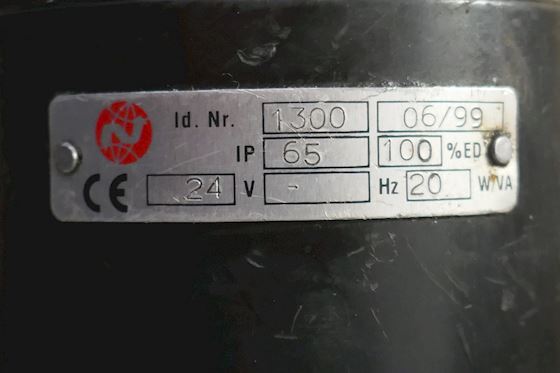 Id. Nr. 1300 06/99
IP 65 100 %ED
CE 24 V - Hz 20 W/VA